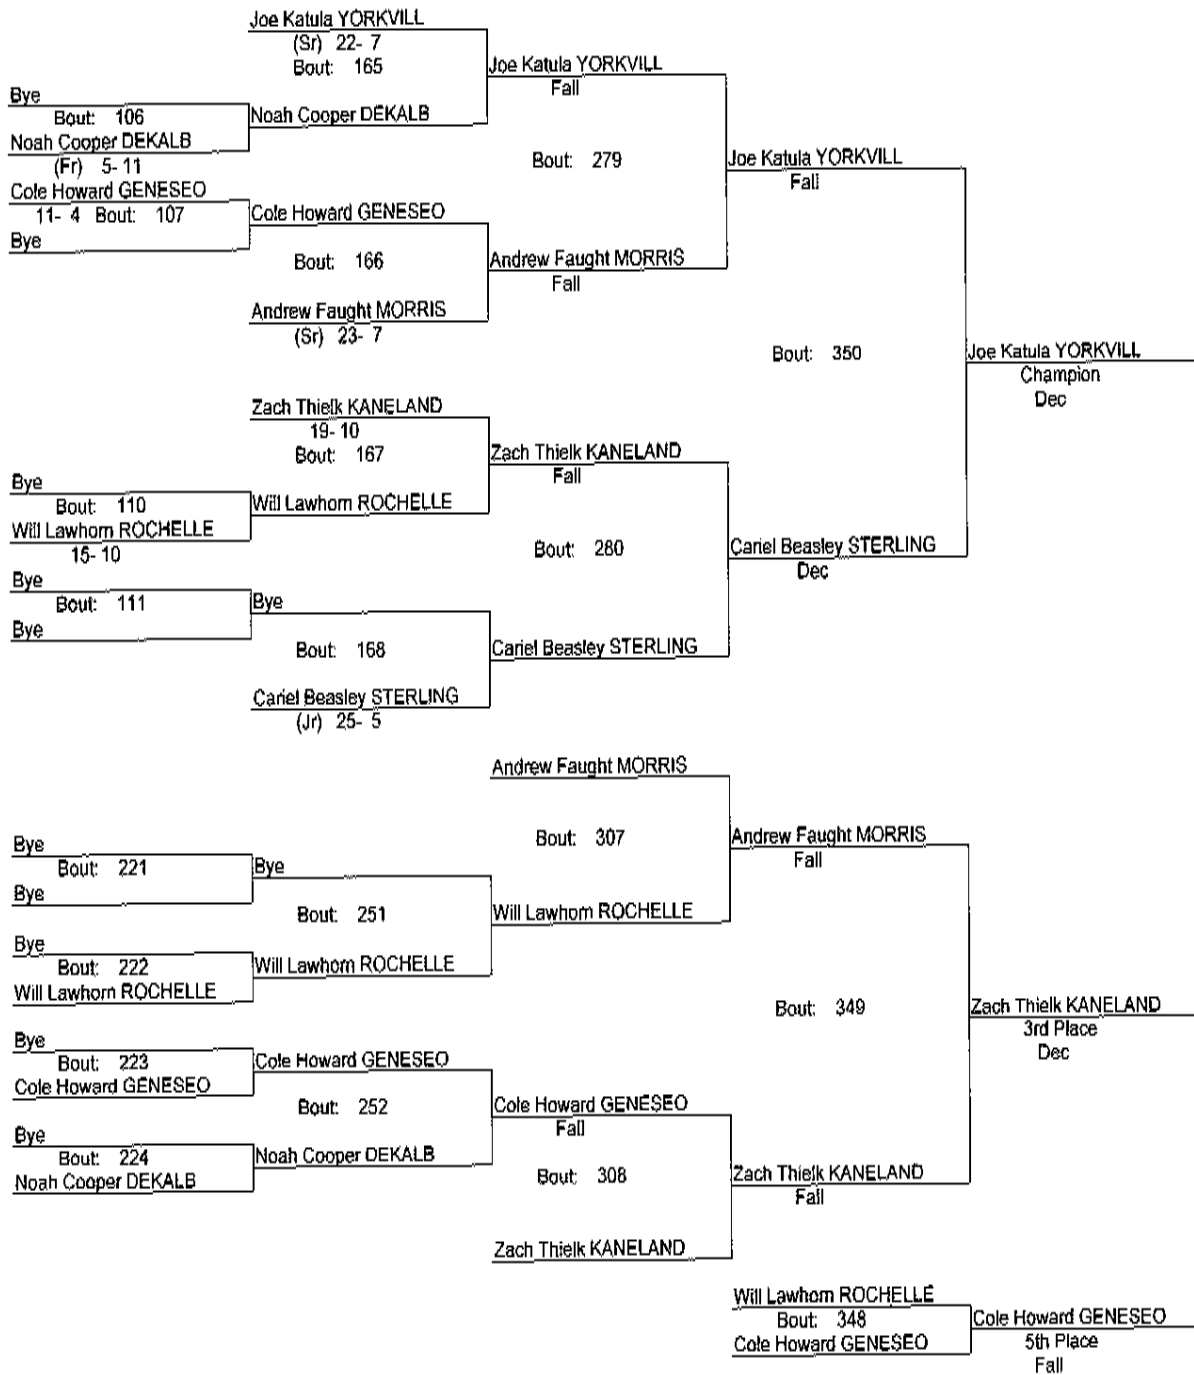 Joe Katula YORKVILL
(Sr) 22- 7
Bout: 165
Joe Katula YORKVILL
Fall
Bye
Bout: 106
Noah Cooper DEKALB
Noah Cooper DEKALB
(Fr) 5- 11
Bout: 279
Joe Katula YORKVILL
Fall
Cole Howard GENESEO
11- 4 Bout: 107
Cole Howard GENESEO
Bye
Bout: 166
Andrew Faught MORRIS
Fall
Andrew Faught MORRIS
(Sr) 23- 7
Bout: 350
Joe Katula YORKVILL
Champion
Dec
Zach Thielk KANELAND
19- 10
Bout: 167
Zach Thielk KANELAND
Fall
Bye
Bout: 110
Will Lawhorn ROCHELLE
Will Lawhorn ROCHELLE
15- 10
Bout: 280
Cariel Beasley STERLING
Dec
Bye
Bout: 111
Bye
Bye
Bout: 168
Cariel Beasley STERLING
Cariel Beasley STERLING
(Jr) 25- 5
Andrew Faught MORRIS
Bout: 307
Andrew Faught MORRIS
Fall
Bye
Bout: 221
Bye
Bye
Bout: 251
Will Lawhorn ROCHELLE
Bye
Bout: 222
Will Lawhorn ROCHELLE
Will Lawhorn ROCHELLE
Bout: 349
Zach Thielk KANELAND
3rd Place
Dec
Bye
Bout: 223
Cole Howard GENESEO
Cole Howard GENESEO
Bout: 252
Cole Howard GENESEO
Fall
Bye
Bout: 224
Noah Cooper DEKALB
Noah Cooper DEKALB
Bout: 308
Zach Thielk KANELAND
Fall
Zach Thielk KANELAND
Will Lawhorn ROCHELLE
Bout: 348
Cole Howard GENESEO
Cole Howard GENESEO
5th Place
Fall